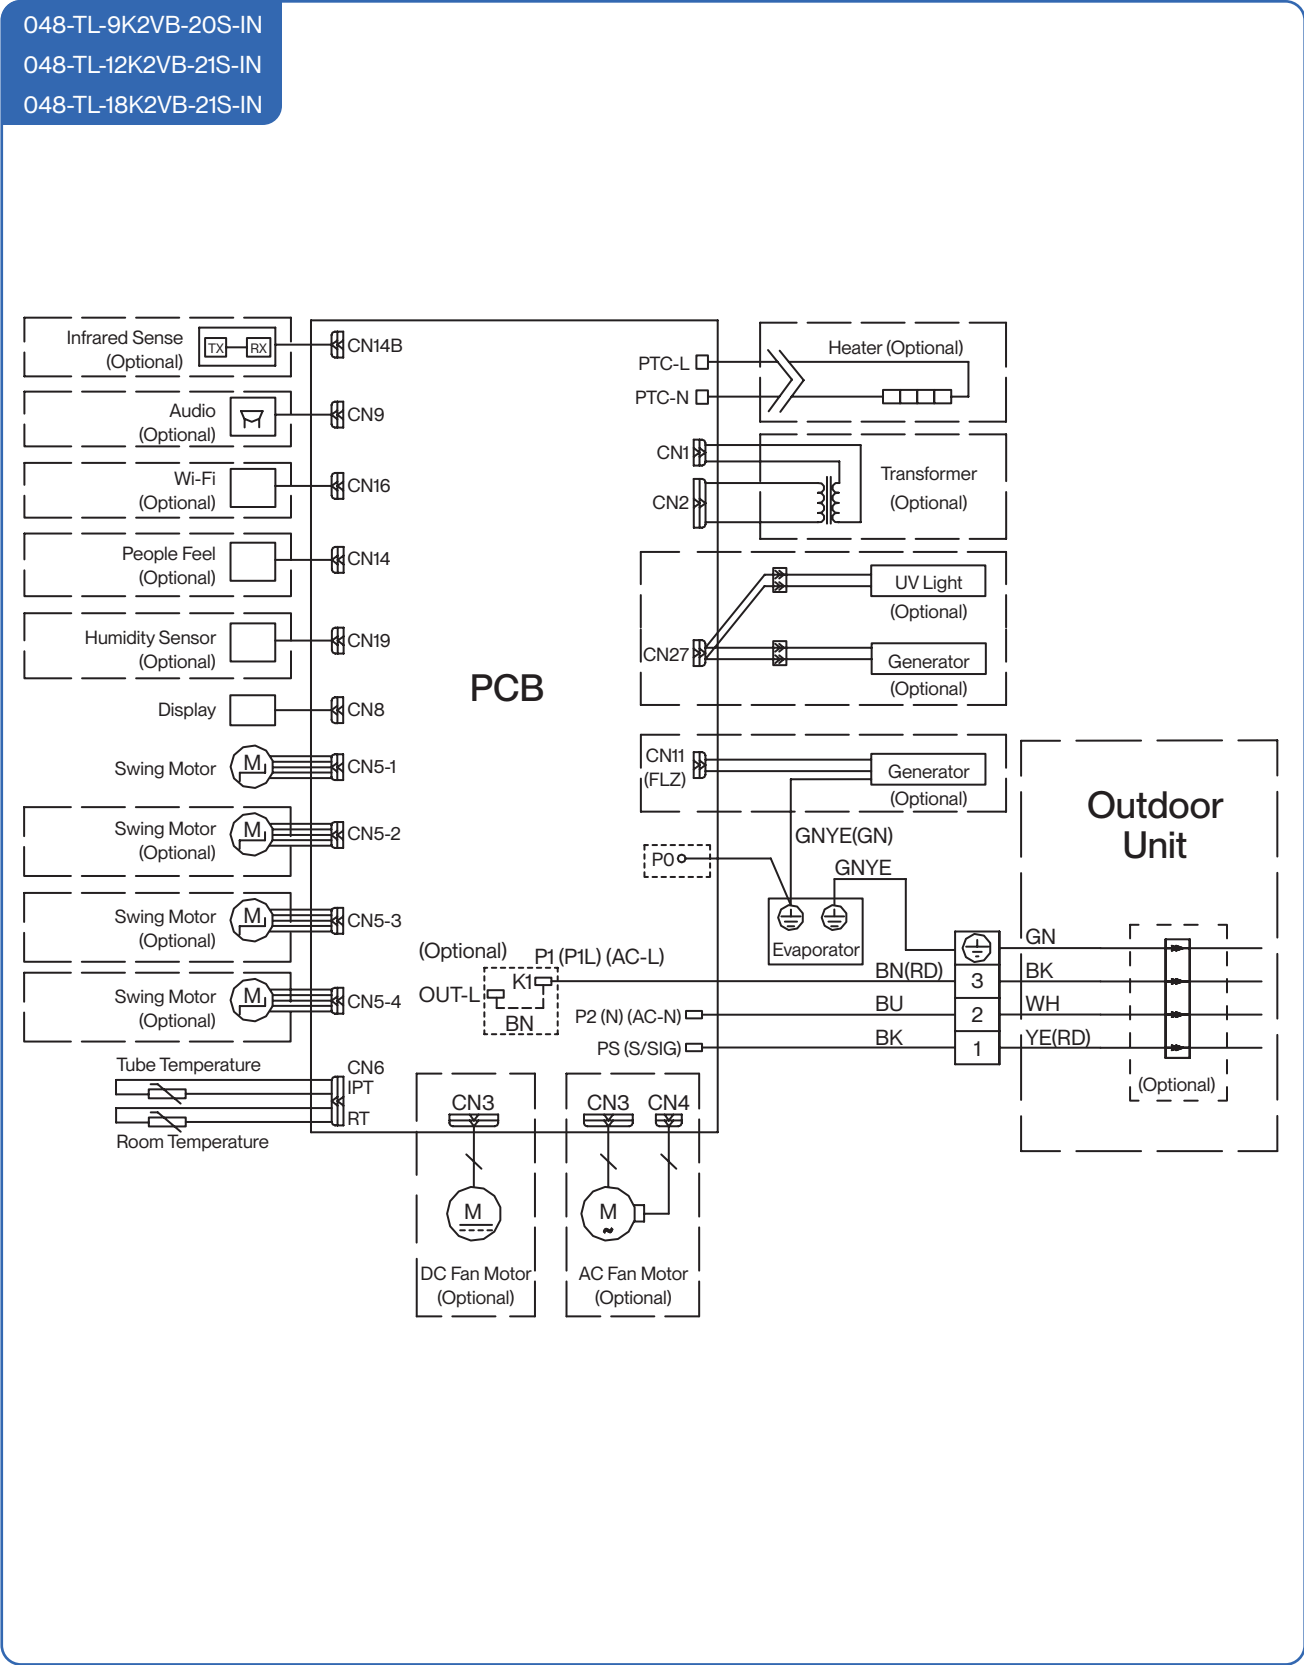 048-TL-9K2VB-20S-IN
048-TL-12K2VB-21S-IN
048-TL-18K2VB-21S-IN
Infrared Sense
(Optional)
TX
RX
CN14B
Audio
(Optional)
CN9
Wi-Fi
(Optional)
CN16
People Feel
(Optional)
CN14
Humidity Sensor
(Optional)
CN19
Display
CN8
Swing Motor
M
CN5-1
Swing Motor
(Optional)
M
CN5-2
Swing Motor
(Optional)
M
CN5-3
Swing Motor
(Optional)
M
CN5-4
Tube Temperature
CN6
IPT
RT
Room Temperature
PCB
PTC-L
PTC-N
Heater (Optional)
CN1
CN2
Transformer
(Optional)
UV Light
(Optional)
CN27
Generator
(Optional)
CN11
(FLZ)
Generator
(Optional)
GNYE(GN)
P0
GNYE
Evaporator
(Optional)
P1 (P1L) (AC-L)
K1
OUT-L
BN
P2 (N) (AC-N)
PS (S/SIG)
BN(RD)
BU
BK
3
2
1
GN
BK
WH
YE(RD)
Outdoor
Unit
(Optional)
CN3
M
DC Fan Motor
(Optional)
CN3
CN4
M
~
AC Fan Motor
(Optional)